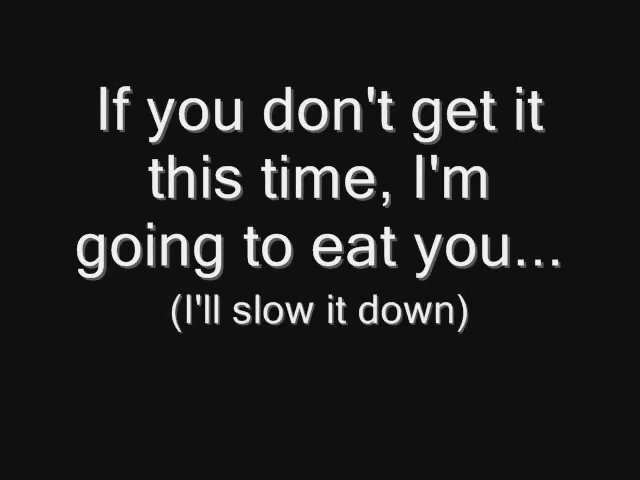 If you don't get it
this time, I'm
going to eat you...
(I'll slow it down)